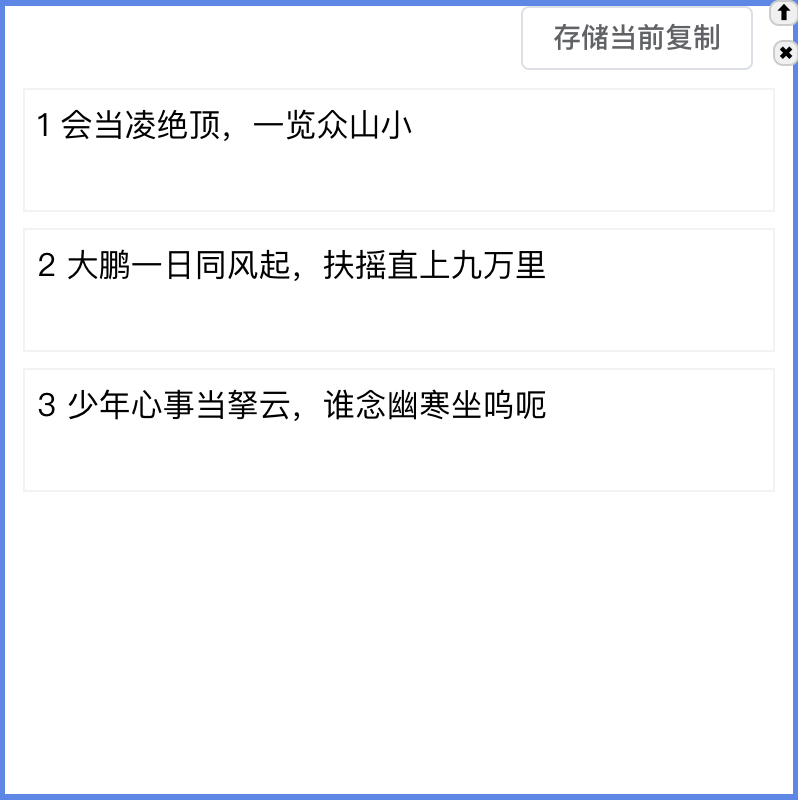 存储当前复制
1 会当凌绝顶，一览众山小
2 大鹏一日同风起，扶摇直上九万里
3 少年心事当拏云，谁念幽寒坐呜呃